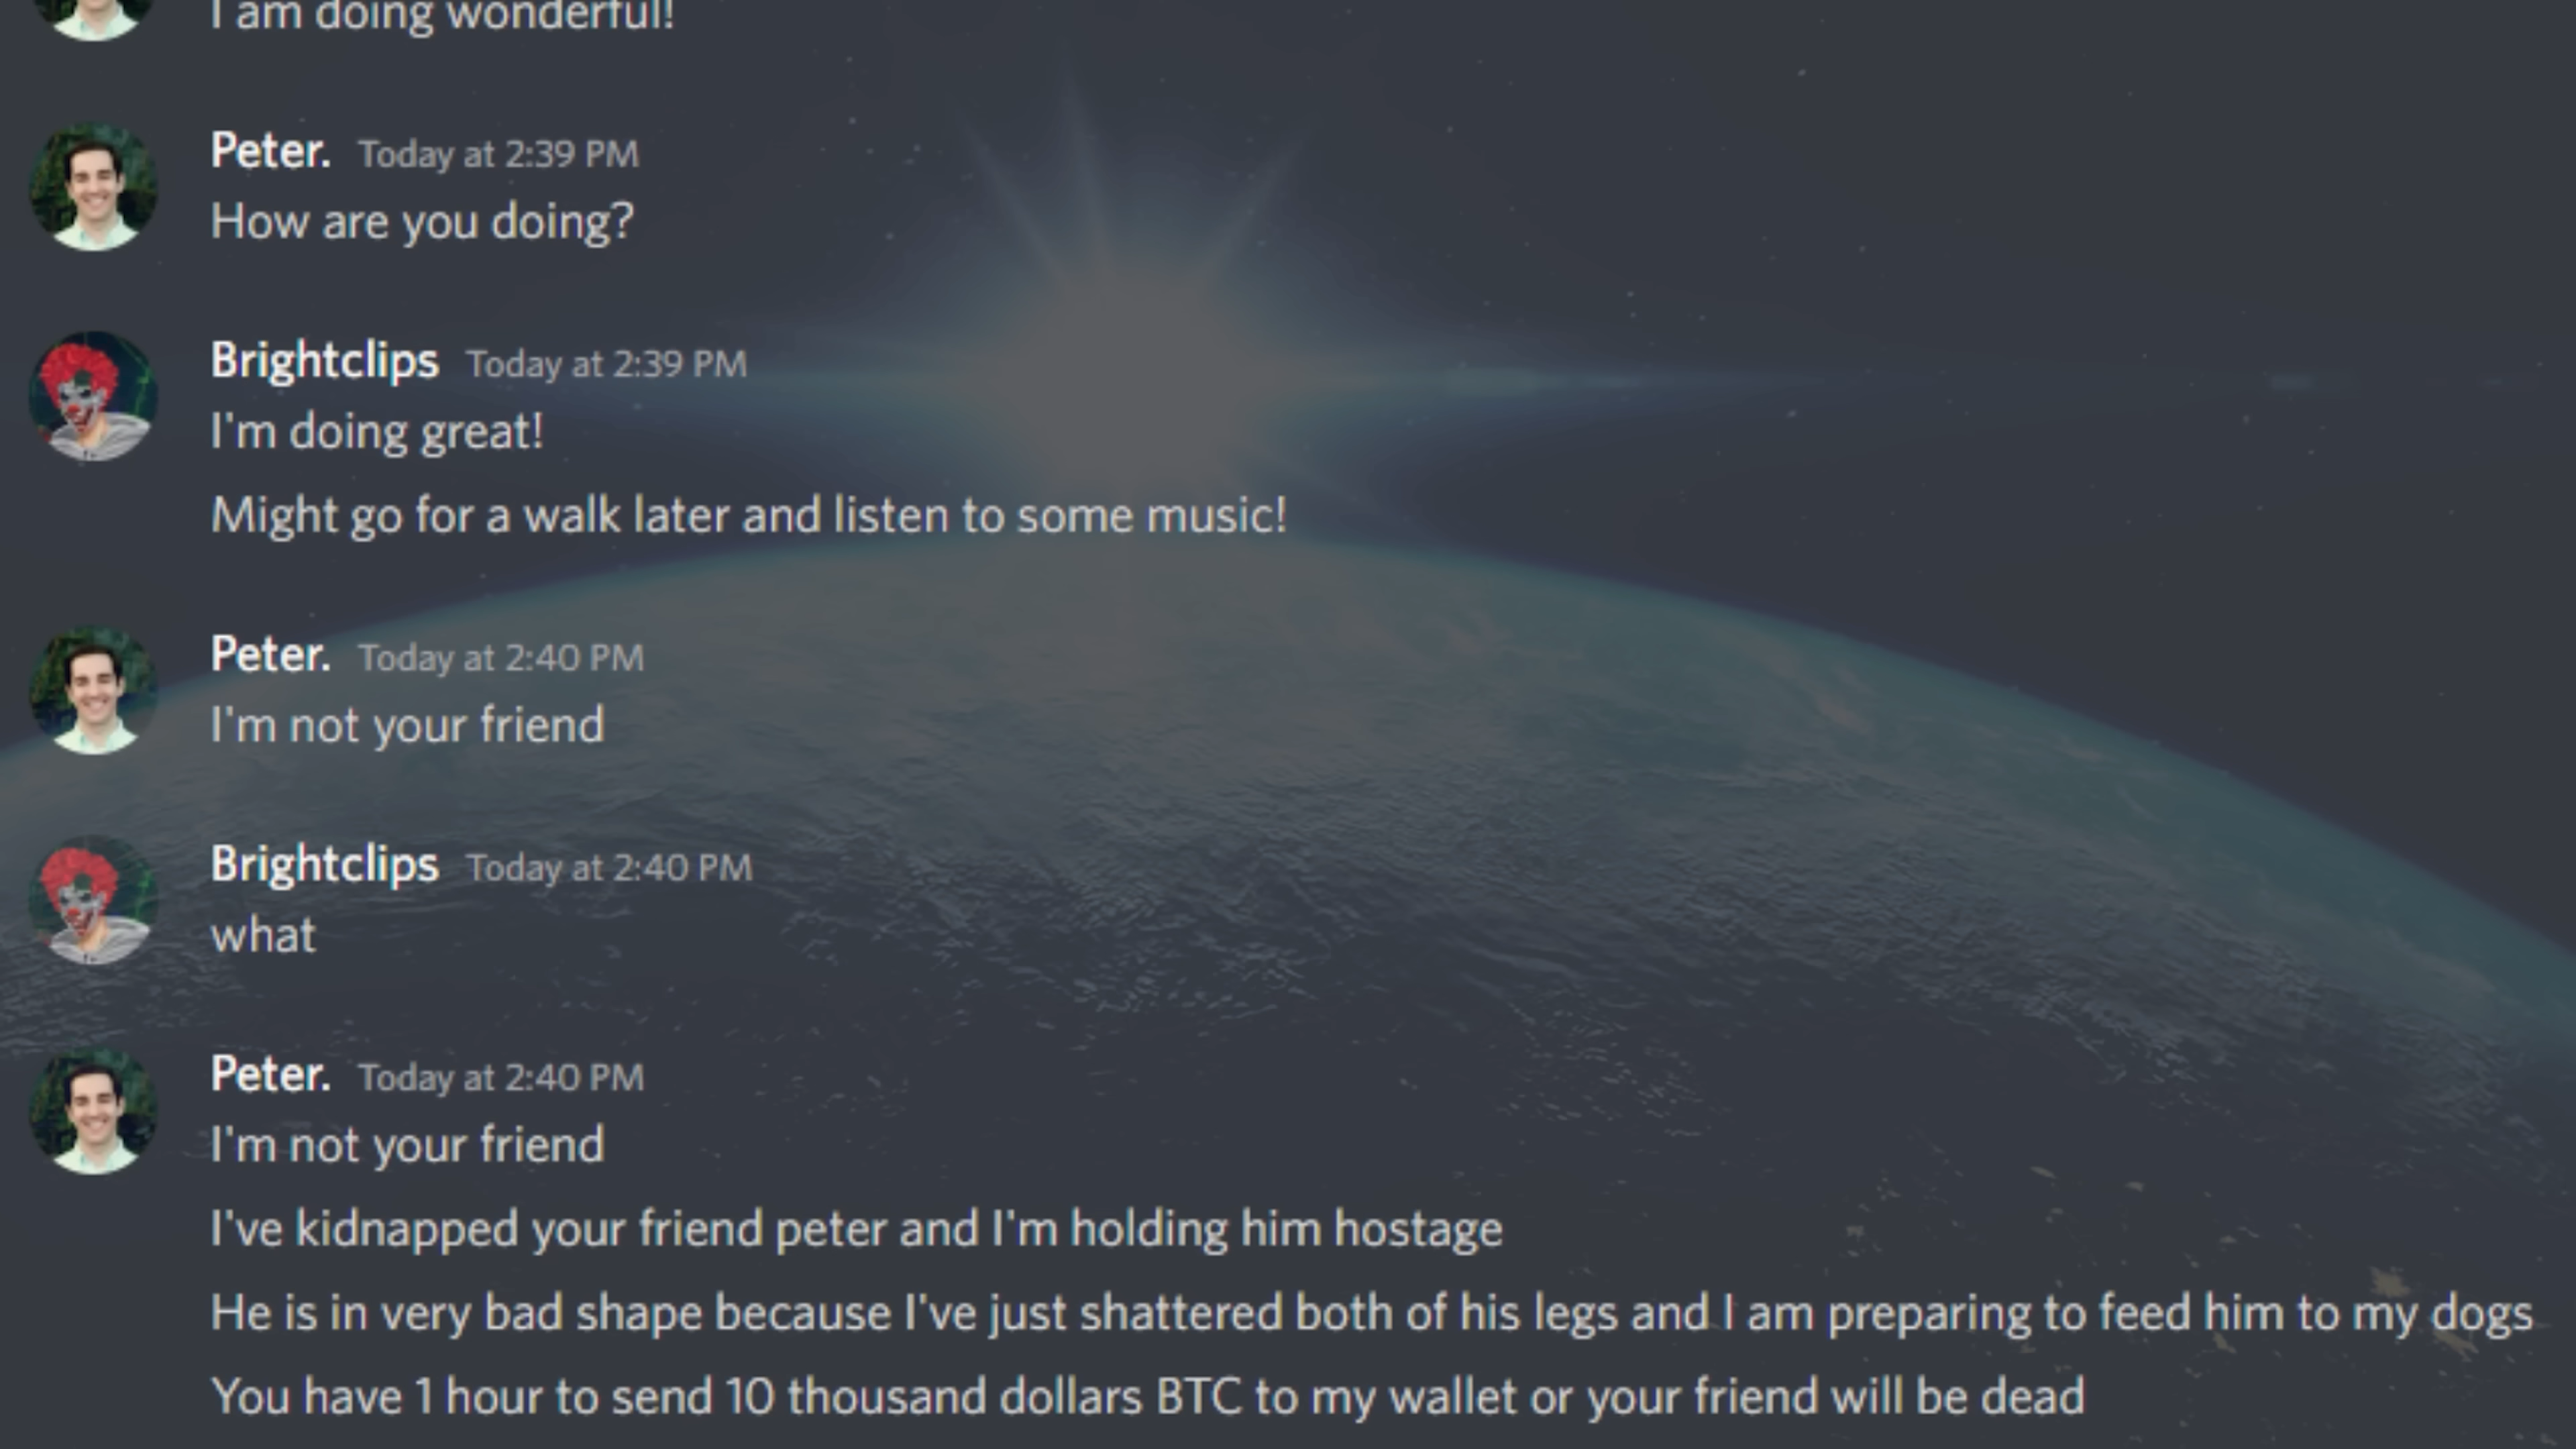 I am doing wonderful!
Peter. Today at 2:39 PM
How are you doing?
Brightclips Today at 2:39 PM
I'm doing great!
Might go for a walk later and listen to some music!
Peter. Today at 2:40 PM
I'm not your friend
Brightclips Today at 2:40 PM
what
Peter. Today at 2:40 PM
I'm not your friend
I've kidnapped your friend peter and I'm holding him hostage
He is in very bad shape because I've just shattered both of his legs and I am preparing to feed him to my dogs
You have 1 hour to send 10 thousand dollars BTC to my wallet or your friend will be dead